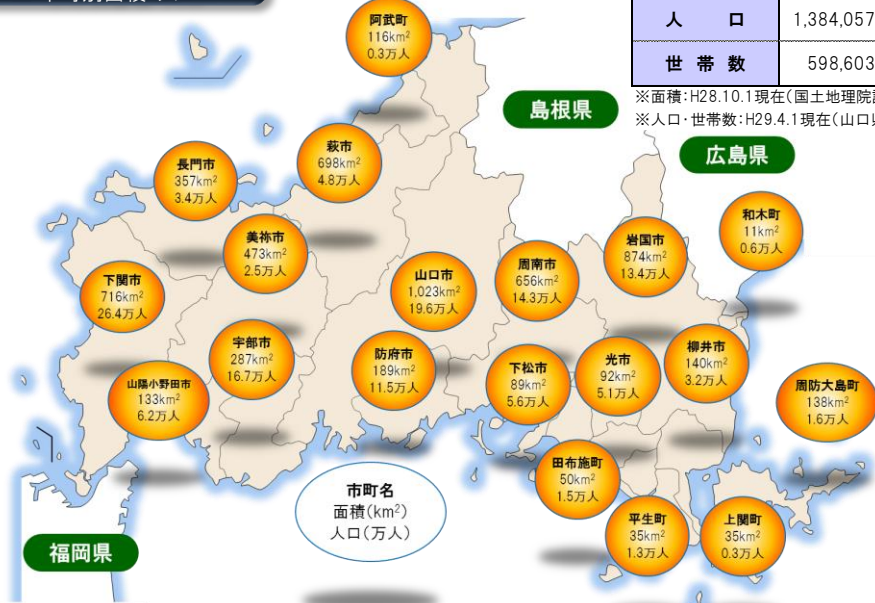 人 口 1,384,057
世 帯 数 598,603
※面積:H28.10.1現在(国土地理院
※人口・世帯数:H29.4.1現在(山口
阿武町
116km²
0.3万人
島根県
広島県
萩市
698km²
4.8万人
長門市
357km²
3.4万人
和木町
11km²
0.6万人
美祢市
473km²
2.5万人
岩国市
874km²
13.4万人
下関市
716km²
26.4万人
山口市
1,023km²
19.6万人
周南市
656km²
14.3万人
宇部市
287km²
16.7万人
防府市
189km²
11.5万人
下松市
89km²
5.6万人
光市
92km²
5.1万人
柳井市
140km²
3.2万人
山陽小野田市
133km²
6.2万人
周防大島町
138km²
1.6万人
田布施町
50km²
1.5万人
市町名
面積(km²)
人口(万人)
平生町
35km²
1.3万人
上関町
35km²
0.3万人
福岡県